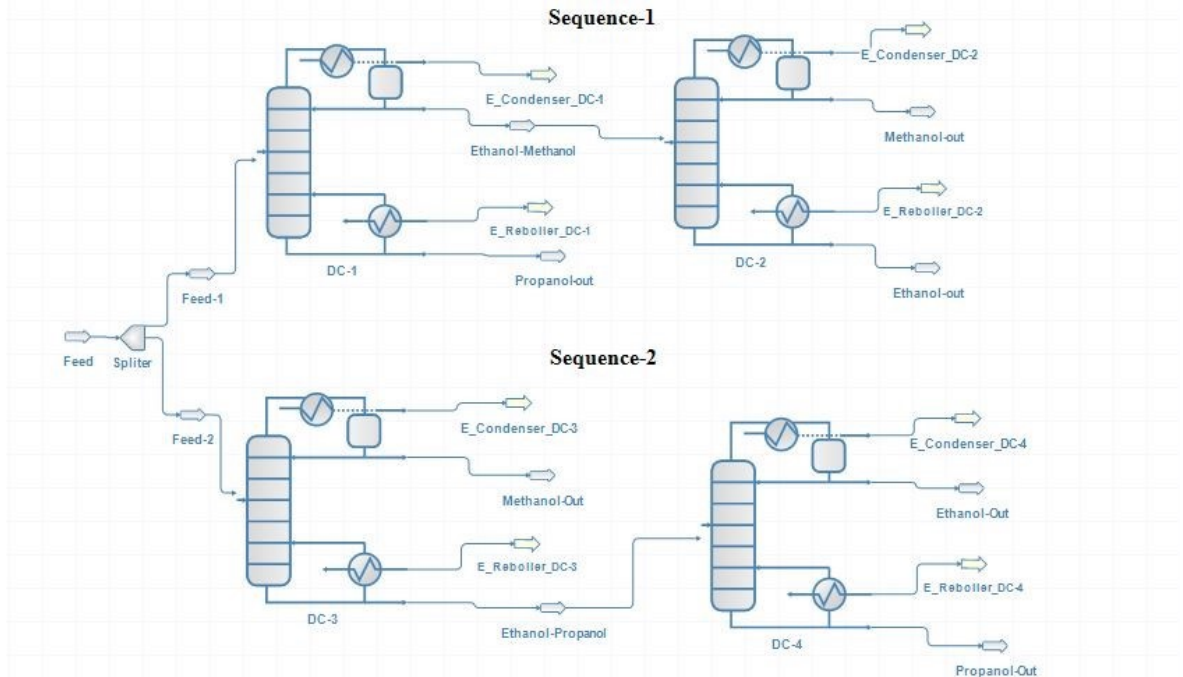 Sequence-1
E_Condenser_DC-1
Ethanol-Methanol
E_Reboiler_DC-1
Propanol-out
DC-1
E_Condenser_DC-2
Methanol-out
E_Reboiler_DC-2
Ethanol-out
DC-2
Feed-1
Feed
Spliter
Feed-2
Sequence-2
E_Condenser_DC-3
Methanol-Out
E_Reboiler_DC-3
Ethanol-Propanol
DC-3
E_Condenser_DC-4
Ethanol-Out
E_Reboiler_DC-4
Propanol-Out
DC-4